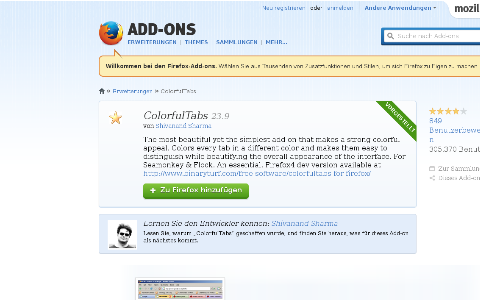 Neu registrieren oder anmelden Andere Anwendungen
mozil
ADD-ONS
ERWEITERUNGEN | THEMES SAMMLUNGEN | MEHR...
Suche nach Add-ons
Willkommen bei den Firefox-Add-ons. Wählen Sie aus Tausenden von Zusatzfunktionen und Stilen, um sich Firefox zu Eigen zu machen
» Erweiterungen » ColorfulTabs
ColorfulTabs 23.9
von Shivanand Sharma
VORGESTELLT
The most beautiful yet the simplest add on that makes a strong colorful
appeal. Colors every tab in a different color and makes them easy to
distinguish while beautifying the overall appearance of the interface. For
Seamonkey & Flock. An essential. Firefox4 dev version available at
http://www.binaryturf.com/free-software/colorfultabs-for-firefox/
Zu Firefox hinzufügen
849
Benutzerbewe
n
305.370 Benutz
Zur Sammlun
Dieses Add-on
Lernen Sie den Entwickler kennen: Shivanand Sharma
Lesen Sie, warum „ColorfulTabs" geschaffen wurde, und finden Sie heraus, was für dieses Add-on
als nächstes kommt.